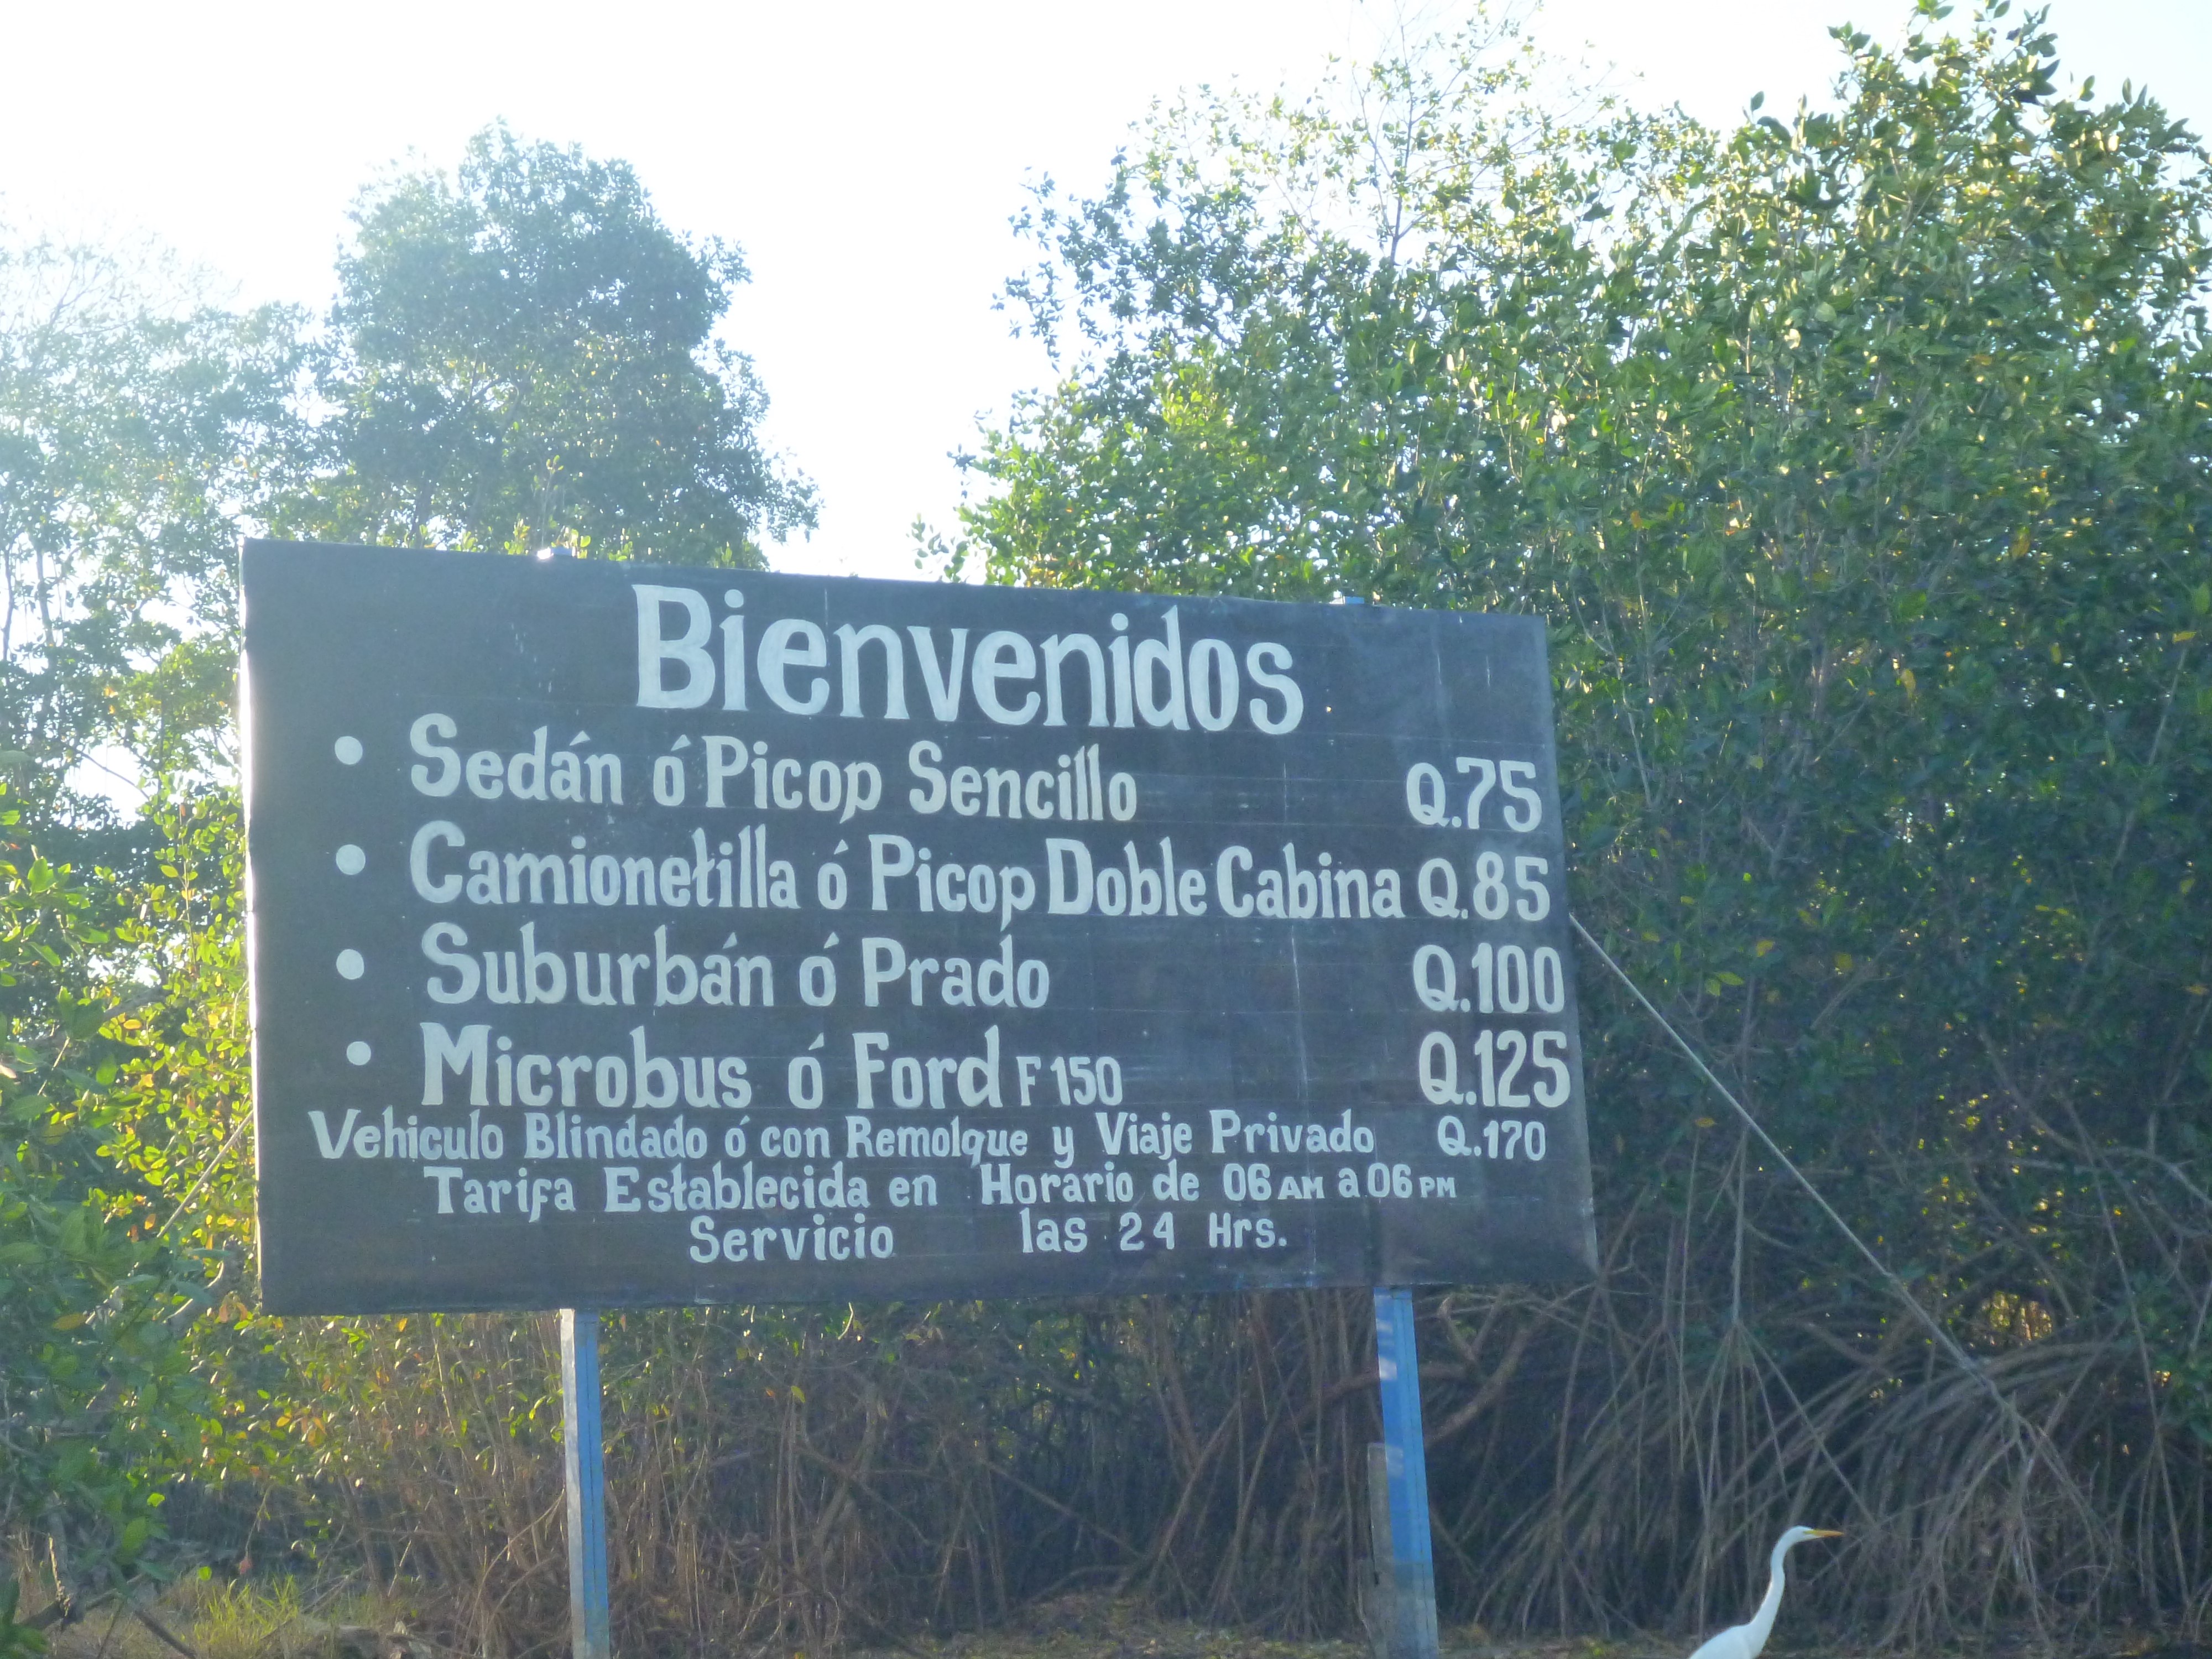 Bienvenidos
• Sedán ó Picop Sencillo Q.75
• Camionetilla ó Picop Doble Cabina Q.85
• Suburbán ó Prado Q.100
• Microbus ó Ford F 150 Q.125
Vehiculo Blindado ó con Remolque y Viaje Privado Q.170
Tarifa Establecida en Horario de 06 AM a 06 PM
Servicio las 24 Hrs.